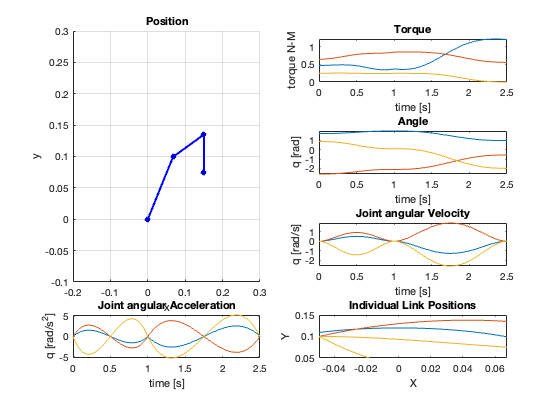 Position
0.3
0.25
0.2
0.15
0.1
0.05
0
-0.05
-0.1
y
-0.2 -0.1 0 0.1 0.2 0.3
x
Torque
1
0.5
0
torque N-M
0 0.5 1 1.5 2 2.5
time [s]
Angle
1
0
-1
-2
q [rad]
0 0.5 1 1.5 2 2.5
time [s]
Joint angular Velocity
1
0
-1
-2
q [rad/s]
0 0.5 1 1.5 2 2.5
time [s]
Joint angular Acceleration
5
0
-5
q [rad/s²]
0 0.5 1 1.5 2 2.5
time [s]
Individual Link Positions
0.15
0.1
0.05
Y
-0.04 -0.02 0 0.02 0.04 0.06
X